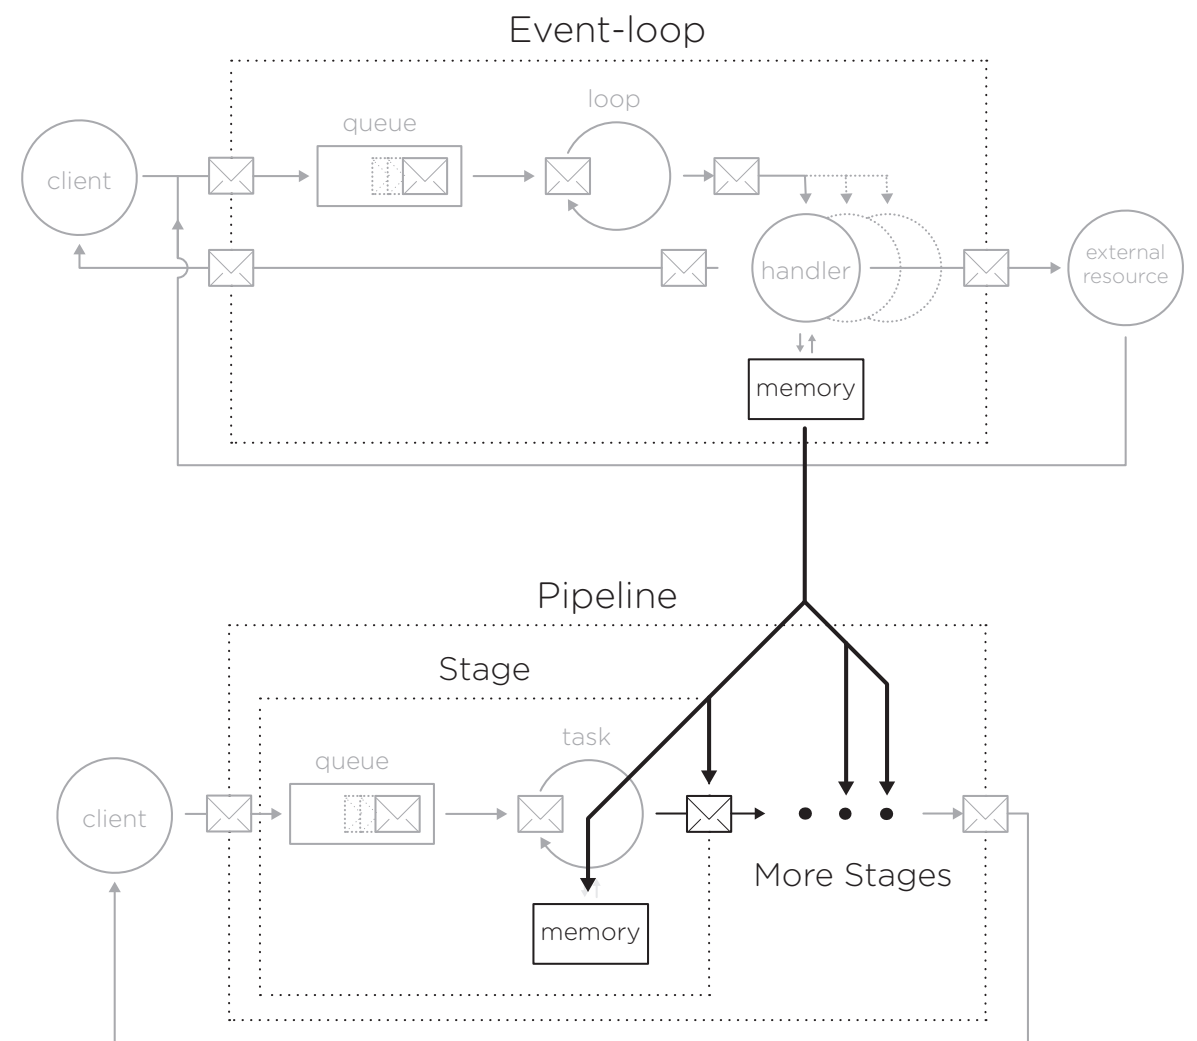 Event-loop
loop
queue
client
handler
external
resource
memory
Pipeline
Stage
task
queue
client
More Stages
memory